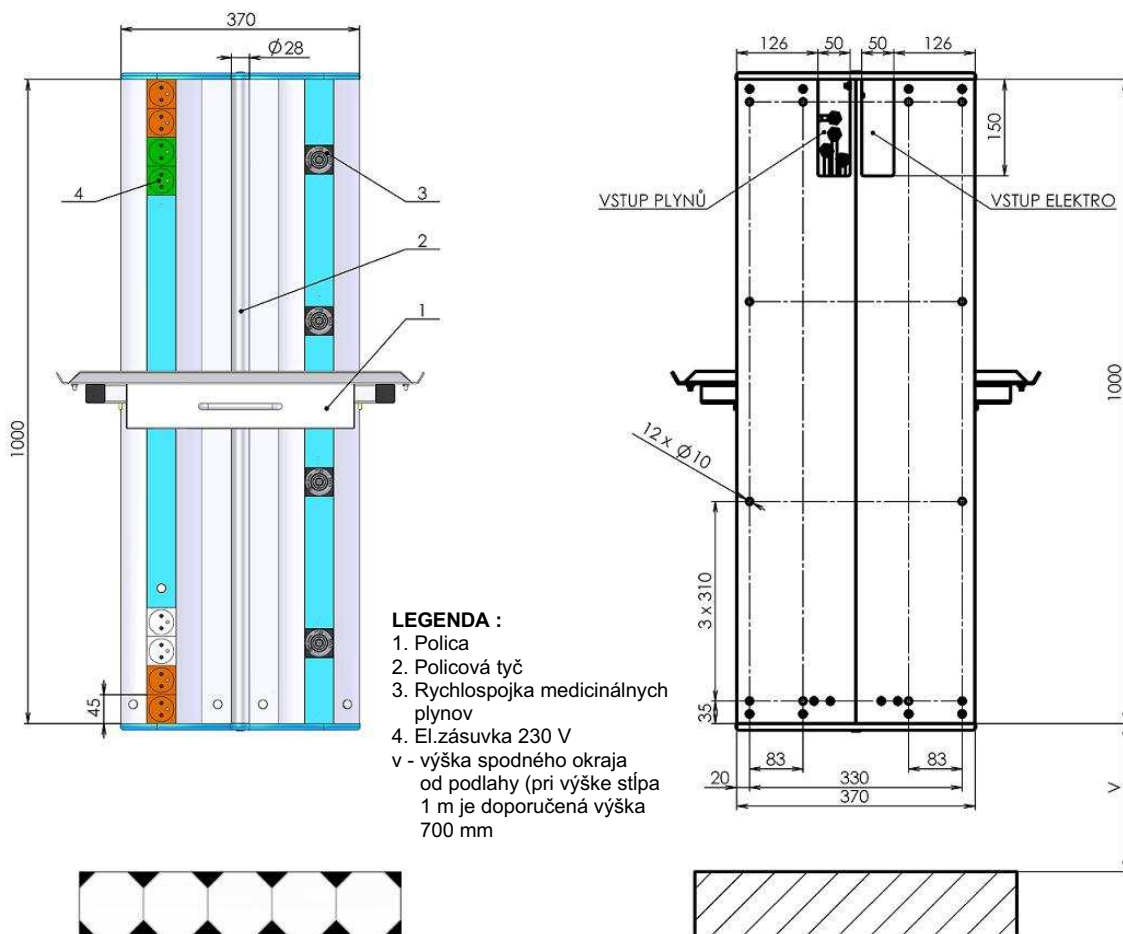 370
Ø28
1000
4
3
2
1
45
126
50
50
126
150
VSTUP PLYNŮ
VSTUP ELEKTRO
1000
12 x Ø10
3 x 310
35
83
83
20
330
370
V
LEGENDA :
1. Polica
2. Policová tyč
3. Rychlospojka medicinálnych
plynov
4. El.zásuvka 230 V
v - výška spodného okraja
od podlahy (pri výške stĺpa
1 m je doporučená výška
700 mm